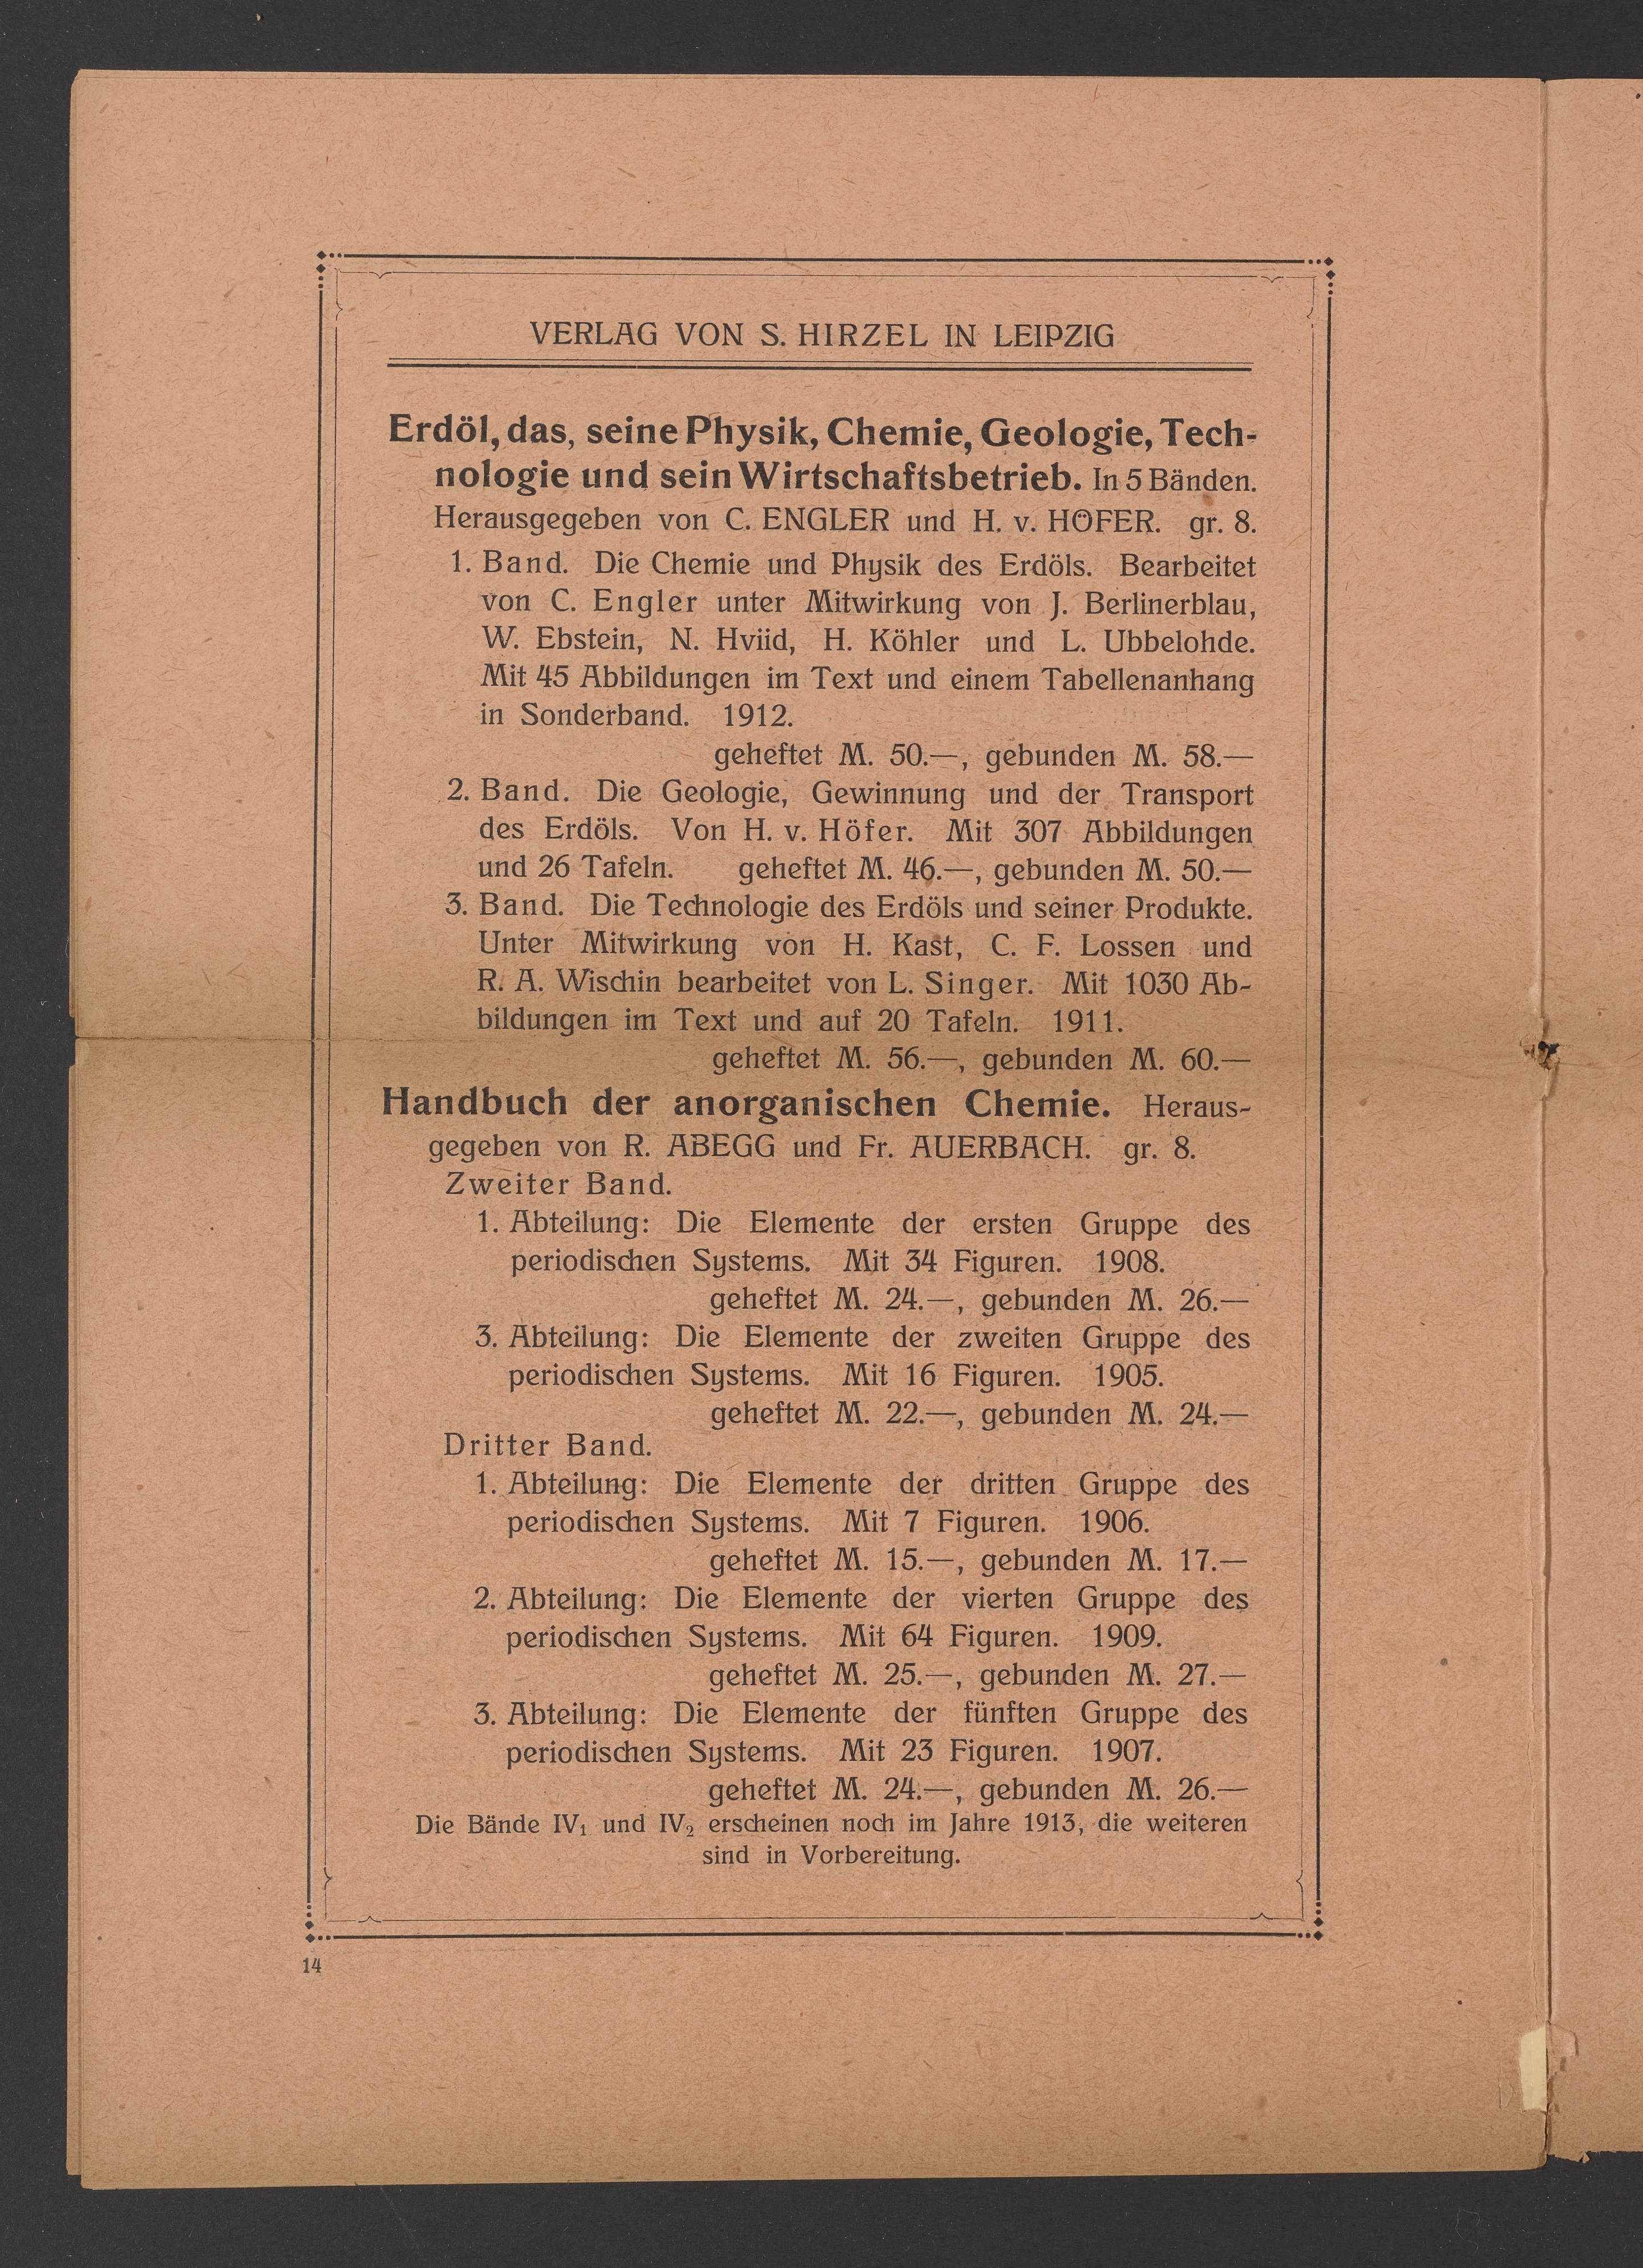 VERLAG VON S. HIRZEL IN LEIPZIG
Erdöl, das, seine Physik, Chemie, Geologie, Tech-
nologie und sein Wirtschaftsbetrieb. In 5 Bänden.
Herausgegeben von C. ENGLER und H. v. HÖFER. gr. 8.
1. Band. Die Chemie und Physik des Erdöls. Bearbeitet
von C. Engler unter Mitwirkung von J. Berlinerblau,
W. Ebstein, N. Hviid, H. Köhler und L. Ubbelohde.
Mit 45 Abbildungen im Text und einem Tabellenanhang
in Sonderband. 1912.
geheftet M. 50.—, gebunden M. 58.—
2. Band. Die Geologie, Gewinnung und der Transport
des Erdöls. Von H. v. Höfer. Mit 307 Abbildungen
und 26 Tafeln. geheftet M. 46.—, gebunden M. 50.—
3. Band. Die Technologie des Erdöls und seiner Produkte.
Unter Mitwirkung von H. Kast, C. F. Lossen und
R. A. Wischin bearbeitet von L. Singer. Mit 1030 Ab-
bildungen im Text und auf 20 Tafeln. 1911.
geheftet M. 56.—, gebunden M. 60.—
Handbuch der anorganischen Chemie. Heraus-
gegeben von R. ABEGG und Fr. AUERBACH. gr. 8.
Zweiter Band.
1. Abteilung: Die Elemente der ersten Gruppe des
periodischen Systems. Mit 34 Figuren. 1908.
geheftet M. 24.—, gebunden M. 26.—
3. Abteilung: Die Elemente der zweiten Gruppe des
periodischen Systems. Mit 16 Figuren. 1905.
geheftet M. 22.—, gebunden M. 24.—
Dritter Band.
1. Abteilung: Die Elemente der dritten Gruppe des
periodischen Systems. Mit 7 Figuren. 1906.
geheftet M. 15.—, gebunden M. 17.—
2. Abteilung: Die Elemente der vierten Gruppe des
periodischen Systems. Mit 64 Figuren. 1909.
geheftet M. 25.—, gebunden M. 27.—
3. Abteilung: Die Elemente der fünften Gruppe des
periodischen Systems. Mit 23 Figuren. 1907.
geheftet M. 24.—, gebunden M. 26.—
Die Bände IV₁ und IV₂ erscheinen noch im Jahre 1913, die weiteren
sind in Vorbereitung.
14